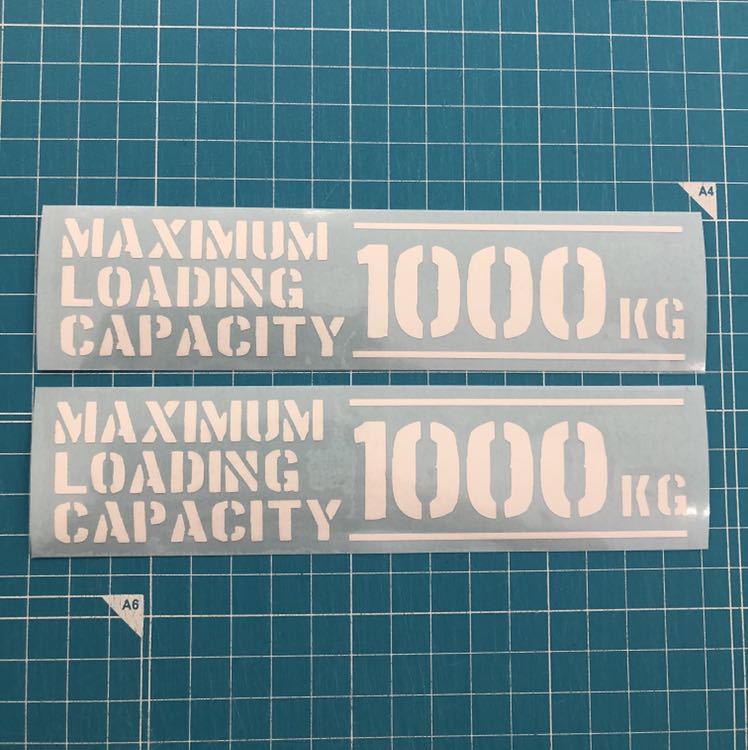 A4
MAXIMUM
LOADING
CAPACITY
1000 KG
MAXIMUM
LOADING
CAPACITY
1000 KG
A6